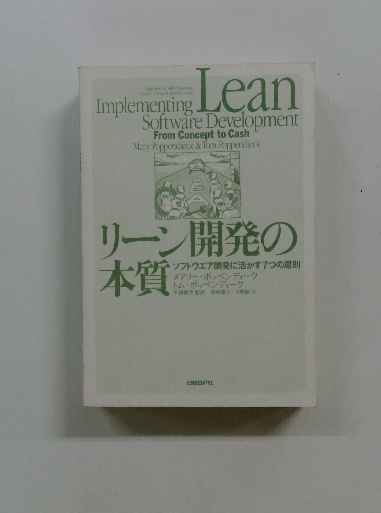 Implementing Lean
Software Development
From Concept to Cash
Mary Poppendieck & Tom Poppendieck
リーン開発の
本質
ソフトウエア開発に活かす7つの原則
メアリー・ポッペンディーク
トム・ポッペンディーク
日経BP社